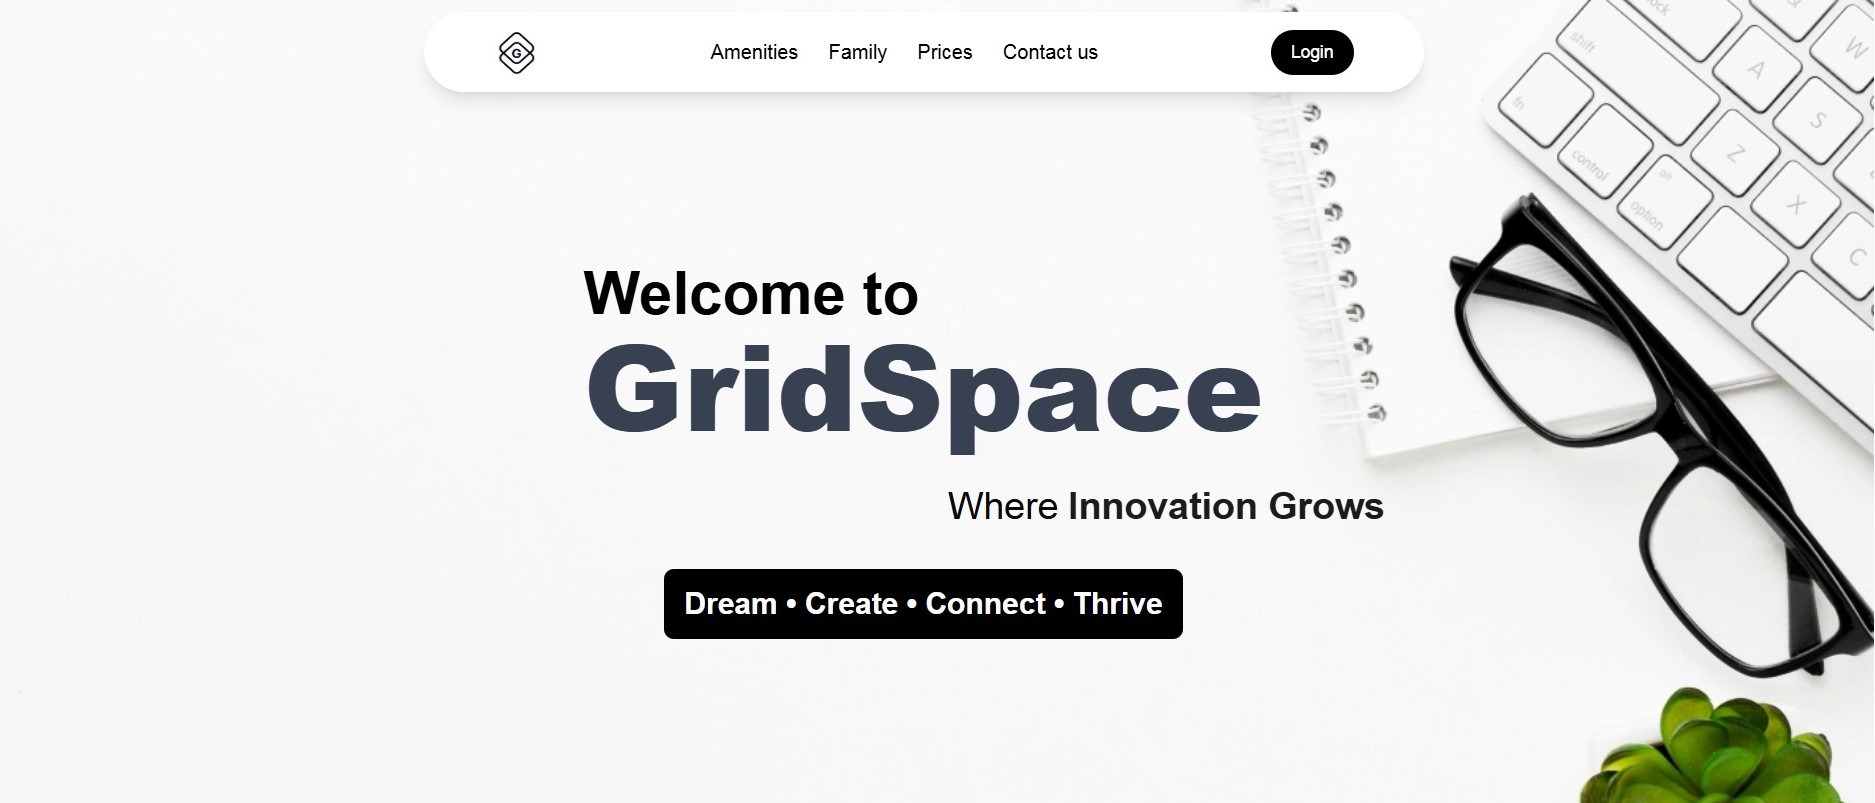 G
Amenities Family Prices Contact us Login
Welcome to
GridSpace
Where Innovation Grows
Dream • Create • Connect • Thrive
shift
W
A
fn
S
control
Z
alt
option
X
C